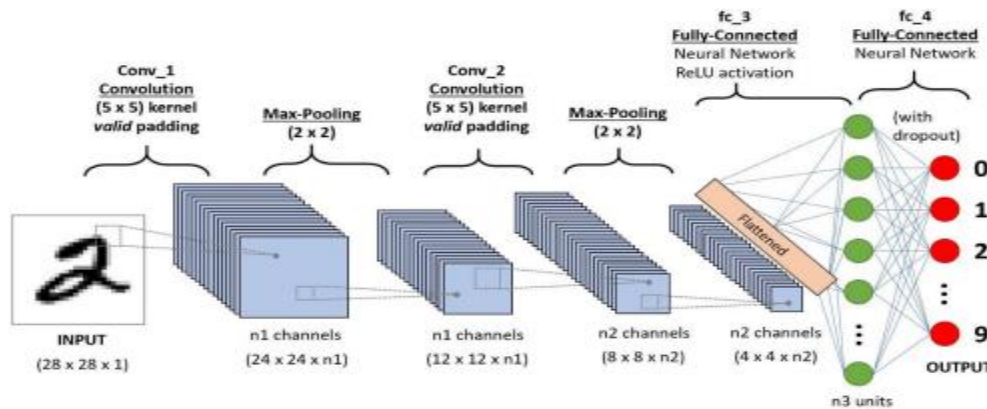 fc_3
Fully-Connected
Neural Network
ReLU activation
fc_4
Fully-Connected
Neural Network
Conv_1
Convolution
(5 x 5) kernel
valid padding
Max-Pooling
(2 x 2)
Conv_2
Convolution
(5 x 5) kernel
valid padding
Max-Pooling
(2 x 2)
(with
dropout)
Flattened
0
1
2
9
INPUT
(28 x 28 x 1)
n1 channels
(24 x 24 x n1)
n1 channels
(12 x 12 x n1)
n2 channels
(8 x 8 x n2)
n2 channels
(4 x 4 x n2)
OUTPUT
n3 units